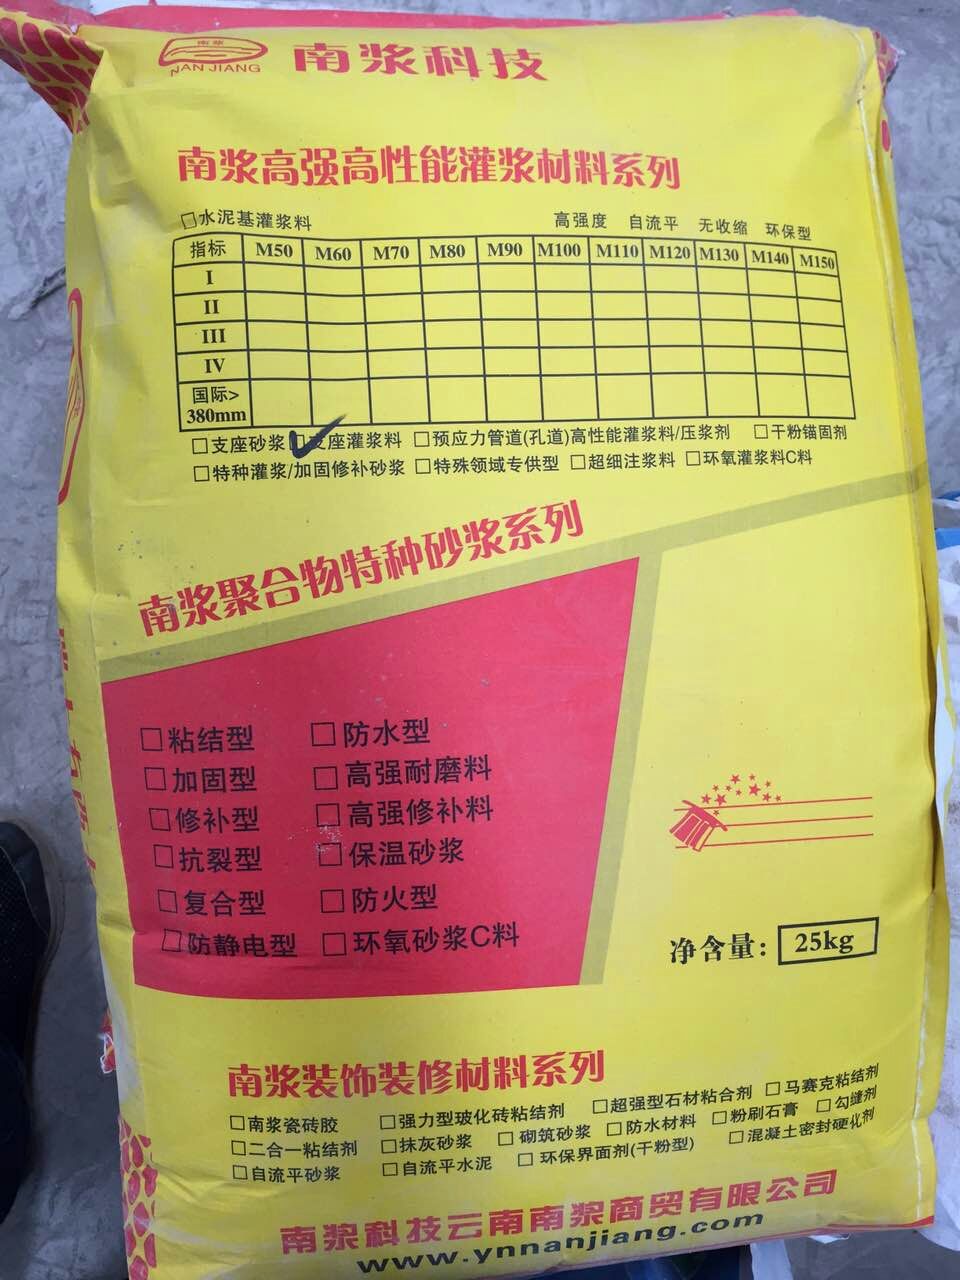 南浆
NAN JIANG
南浆科技
南浆高强高性能灌浆材料系列
□水泥基灌浆料 高强度 自流平 无收缩 环保型
指标 M50 M60 M70 M80 M90 M100 M110 M120 M130 M140 M150
I
II
III
IV
国际>
380mm
□支座砂浆 □支座灌浆料 □预应力管道(孔道)高性能灌浆料/压浆剂 □干粉锚固剂
□特种灌浆/加固修补砂浆 □特殊领域专供型 □超细注浆料 □环氧灌浆料C料
南浆聚合物特种砂浆系列
□粘结型 □防水型
□加固型 □高强耐磨料
□修补型 □高强修补料
□抗裂型 □保温砂浆
□复合型 □防火型
□防静电型 □环氧砂浆C料
净含量: 25kg
南浆装饰装修材料系列
□南浆瓷砖胶 □强力型玻化砖粘结剂 □超强型石材粘合剂 □马赛克粘结剂
□二合一粘结剂 □抹灰砂浆 □砌筑砂浆 □防水材料 □粉刷石膏 □勾缝剂
□自流平砂浆 □自流平水泥 □环保界面剂(干粉型) □混凝土密封硬化剂
南浆科技云南南浆商贸有限公司
www.ynnanjiang.com